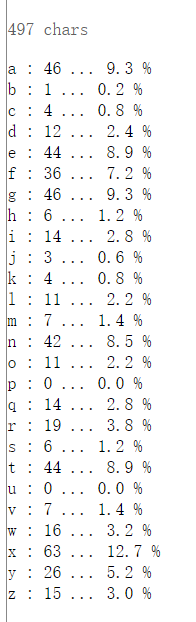 497 chars
a : 46 ... 9.3 %
b : 1 ... 0.2 %
c : 4 ... 0.8 %
d : 12 ... 2.4 %
e : 44 ... 8.9 %
f : 36 ... 7.2 %
g : 46 ... 9.3 %
h : 6 ... 1.2 %
i : 14 ... 2.8 %
j : 3 ... 0.6 %
k : 4 ... 0.8 %
l : 11 ... 2.2 %
m : 7 ... 1.4 %
n : 42 ... 8.5 %
o : 11 ... 2.2 %
p : 0 ... 0.0 %
q : 14 ... 2.8 %
r : 19 ... 3.8 %
s : 6 ... 1.2 %
t : 44 ... 8.9 %
u : 0 ... 0.0 %
v : 7 ... 1.4 %
w : 16 ... 3.2 %
x : 63 ... 12.7 %
y : 26 ... 5.2 %
z : 15 ... 3.0 %